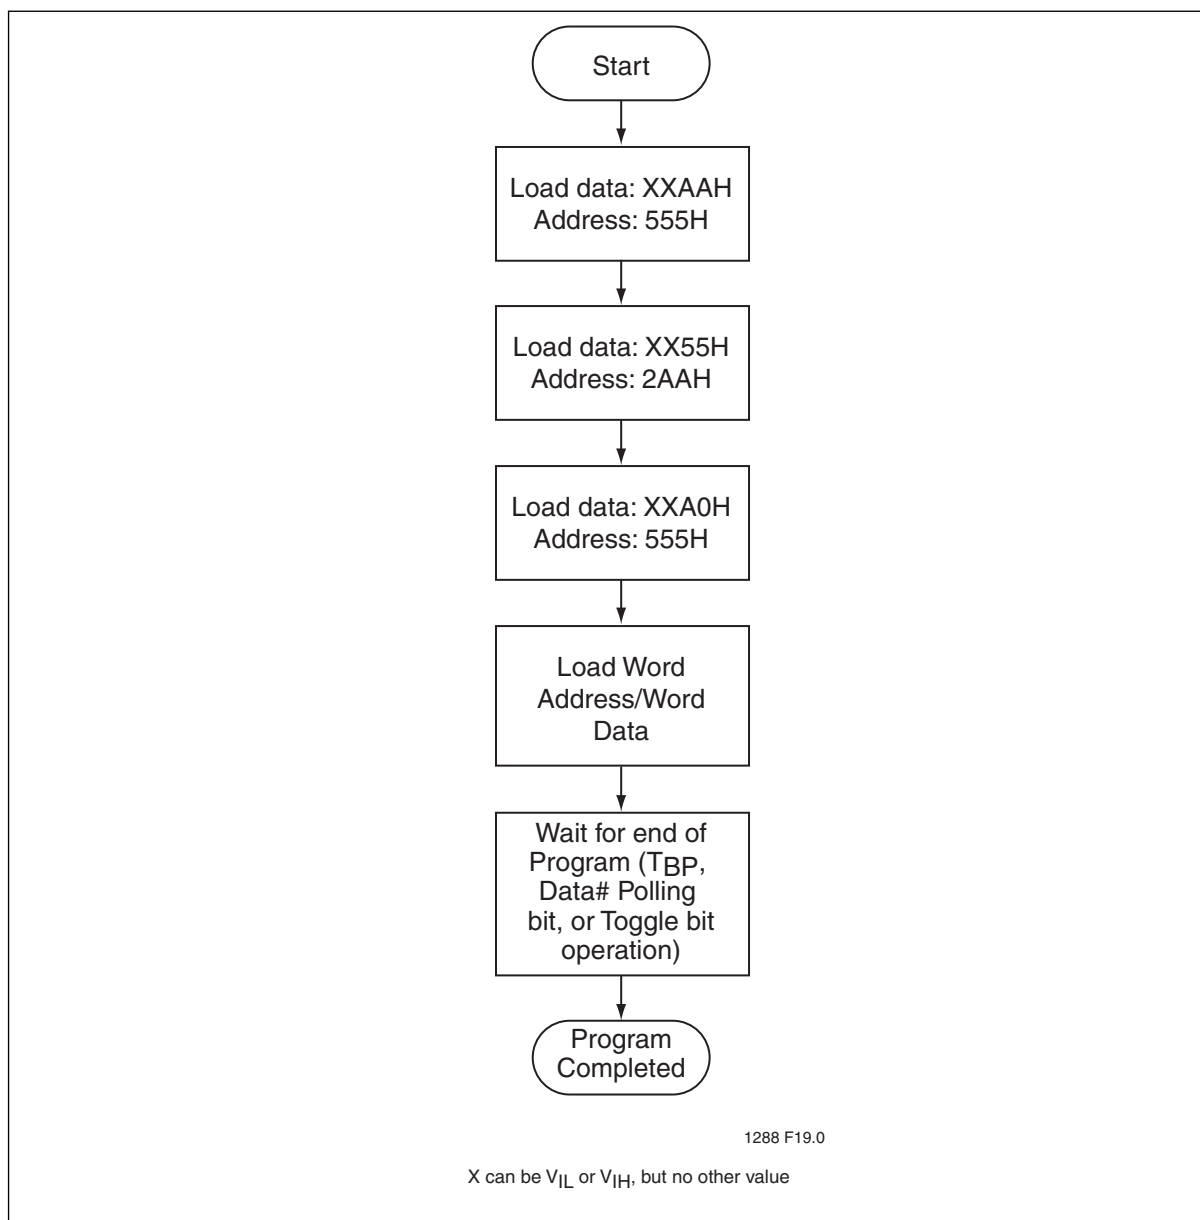 Start
Load data: XXAAH
Address: 555H
Load data: XX55H
Address: 2AAH
Load data: XXA0H
Address: 555H
Load Word
Address/Word
Data
Wait for end of
Program (TBP,
Data# Polling
bit, or Toggle bit
operation)
Program
Completed
1288 F19.0
X can be VIL or VIH, but no other value